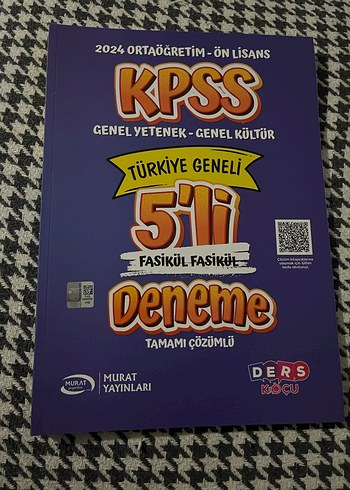 2024 ORTAÖĞRETİM - ÖN LİSANS
KPSS
GENEL YETENEK - GENEL KÜLTÜR
TÜRKİYE GENELİ
5'li
FASİKÜL FASİKÜL
Deneme
TAMAMI ÇÖZÜMLÜ
MURAT
MURAT
YAYINLARI
DERS
KOÇU